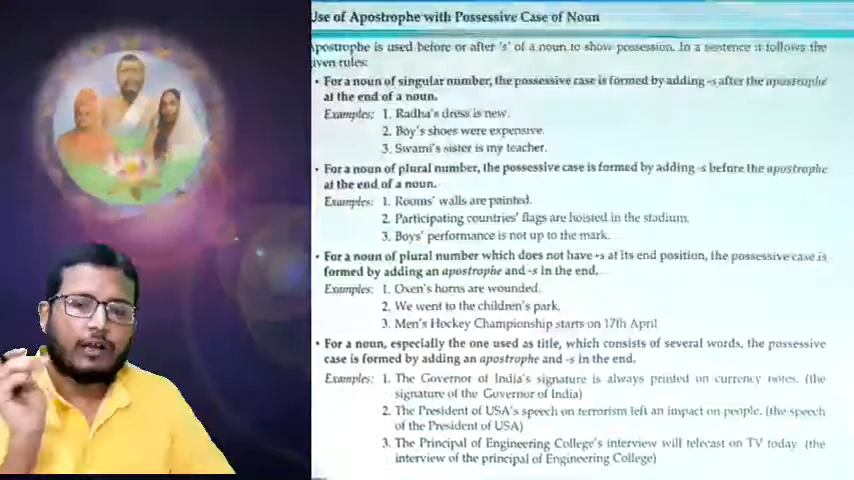 Use of Apostrophe with Possessive Case of Noun
Apostrophe is used before or after 's' of a noun to show possession. In a sentence it follows the
given rules:
• For a noun of singular number, the possessive case is formed by adding -s after the apostrophe
at the end of a noun.
Examples: 1. Radha's dress is new.
2. Boy's shoes were expensive.
3. Swami's sister is my teacher.
• For a noun of plural number, the possessive case is formed by adding -s before the apostrophe
at the end of a noun.
Examples: 1. Rooms' walls are painted.
2. Participating countries' flags are hoisted in the stadium.
3. Boys' performance is not up to the mark.
• For a noun of plural number which does not have -s at its end position, the possessive case is
formed by adding an apostrophe and -s in the end.
Examples: 1. Oxen's horns are wounded.
2. We went to the children's park.
3. Men's Hockey Championship starts on 17th April
• For a noun, especially the one used as title, which consists of several words, the possessive
case is formed by adding an apostrophe and -s in the end.
Examples: 1. The Governor of India's signature is always printed on currency notes. (the
signature of the Governor of India)
2. The President of USA's speech on terrorism left an impact on people. (the speech
of the President of USA)
3. The Principal of Engineering College's interview will telecast on TV today. (the
interview of the principal of Engineering College)